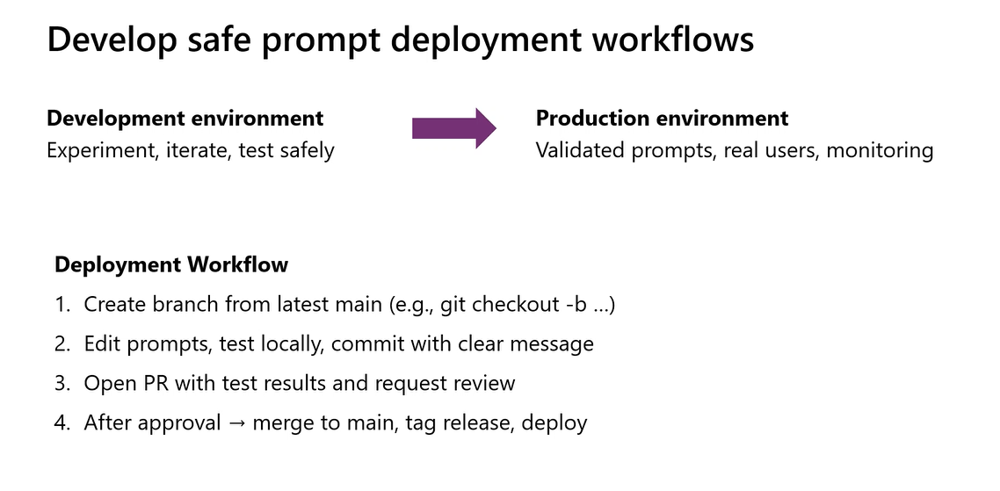 Develop safe prompt deployment workflows
Development environment
Experiment, iterate, test safely
Production environment
Validated prompts, real users, monitoring
Deployment Workflow
1. Create branch from latest main (e.g., git checkout -b ...)
2. Edit prompts, test locally, commit with clear message
3. Open PR with test results and request review
4. After approval → merge to main, tag release, deploy